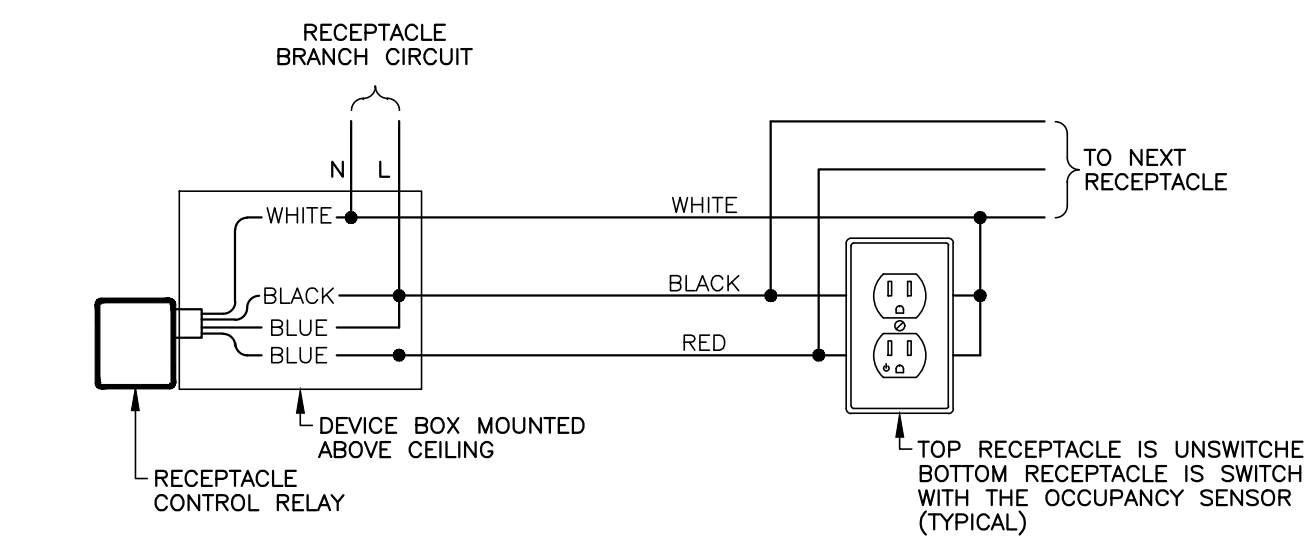 RECEPTACLE
BRANCH CIRCUIT
N L
TO NEXT
RECEPTACLE
WHITE
WHITE
BLACK
BLACK
BLUE
BLUE
RED
DEVICE BOX MOUNTED
ABOVE CEILING
RECEPTACLE
CONTROL RELAY
TOP RECEPTACLE IS UNSWITCHE
BOTTOM RECEPTACLE IS SWITCH
WITH THE OCCUPANCY SENSOR
(TYPICAL)